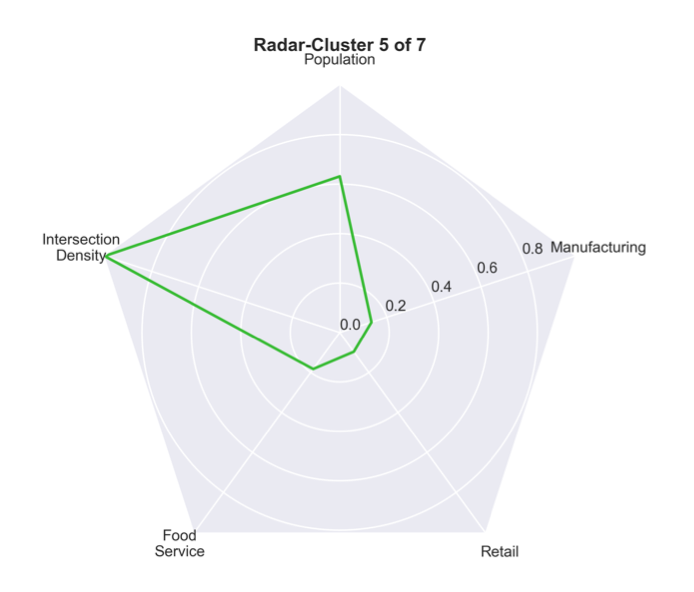 Radar-Cluster 5 of 7
Population
Intersection
Density
0.8
Manufacturing
0.6
0.4
0.2
0.0
Food
Service
Retail